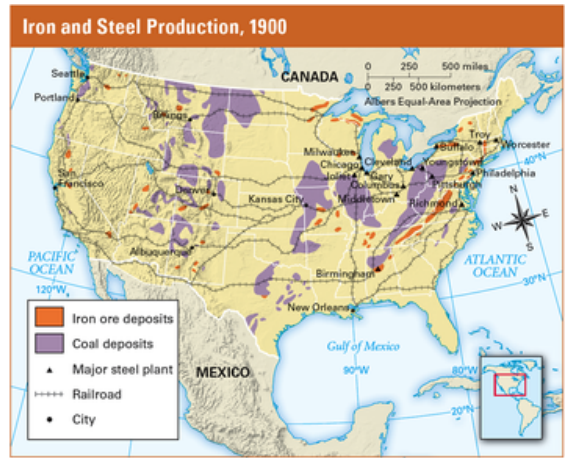 Iron and Steel Production, 1900
0 250 500 miles
0 250 500 kilometers
Albers Equal-Area Projection
CANADA
Seattle
Portland
Billings
Milwaukee
Chicago
Joliet
Gary
Cleveland
Columbus
Middletown
Buffalo
Troy
Worcester
Youngstown
Pittsburgh
Philadelphia
Richmond
40°N
San
Francisco
Denver
Kansas City
Albuquerque
Birmingham
New Orleans
N
W
E
S
PACIFIC
OCEAN
120°W
ATLANTIC
OCEAN
30°N
Gulf of Mexico
90°W
80°W
20°N
MEXICO
Iron ore deposits
Coal deposits
Major steel plant
Railroad
City